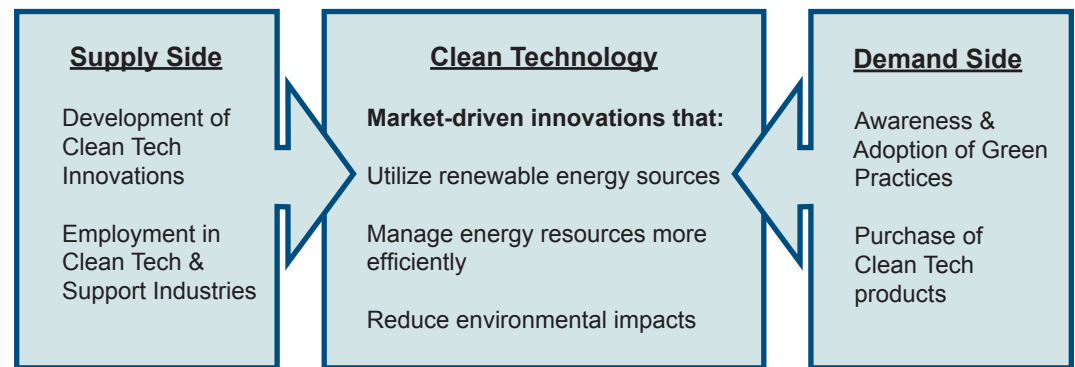 Supply Side
Development of
Clean Tech
Innovations
Employment in
Clean Tech &
Support Industries
Clean Technology
Market-driven innovations that:
Utilize renewable energy sources
Manage energy resources more
efficiently
Reduce environmental impacts
Demand Side
Awareness &
Adoption of Green
Practices
Purchase of
Clean Tech
products